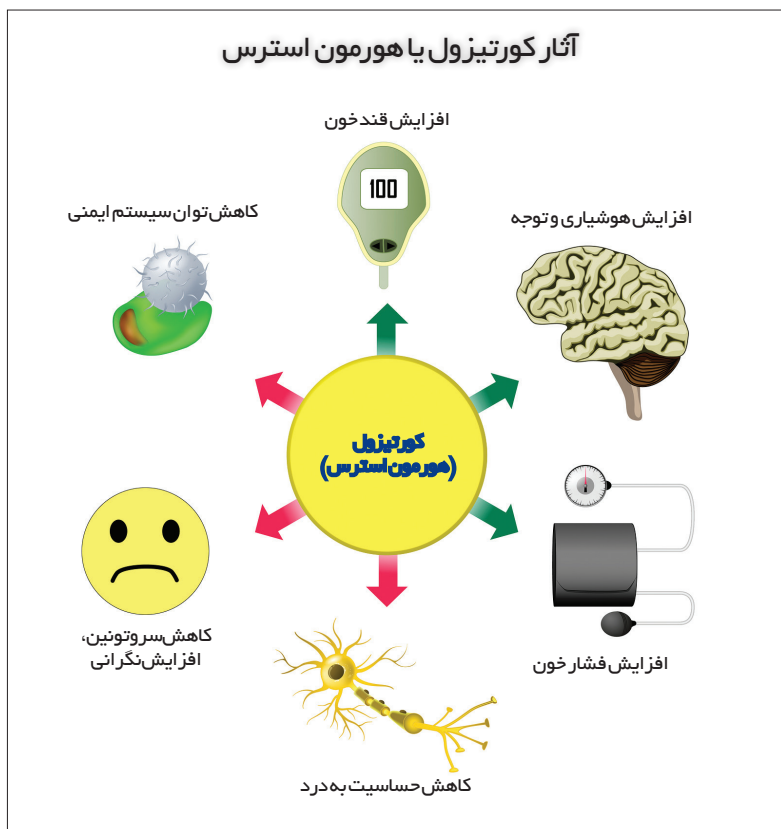 آثار کورتیزول یا هورمون استرس
افزایش قند خون
100
افزایش هوشیاری و توجه
کاهش توان سیستم ایمنی
کورتیزول
(هورمون استرس)
کاهش سروتونین،
افزایش نگرانی
افزایش فشار خون
کاهش حساسیت به درد